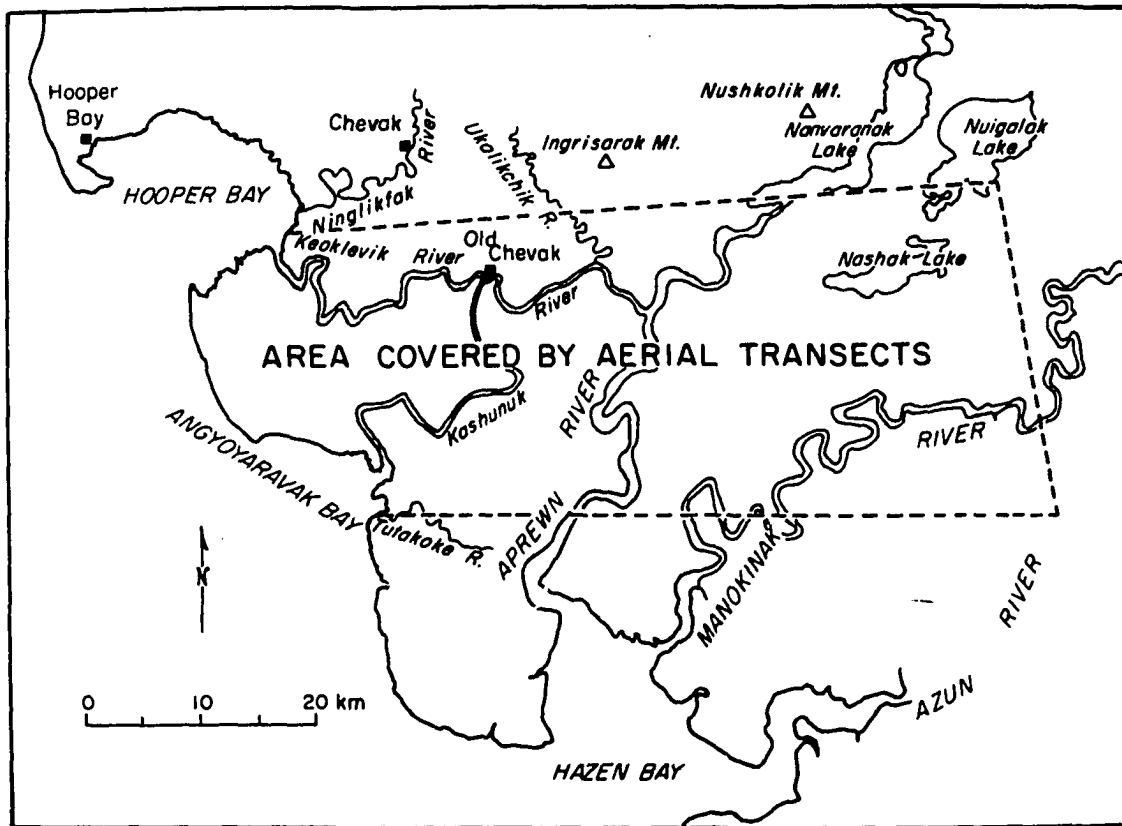 Hooper
Bay
Chevak
River
Ukalikchik R.
Ingrisarak Mt.
Nushkolik Mt.
Nanvaranak
Lake
Nuigalak
Lake
HOOPER BAY
Ninglikfak
Keoklevik
River
Old
Chevak
River
Nashak Lake
AREA COVERED BY AERIAL TRANSECTS
Kashunuk
RIVER
RIVER
ANGYOYARAVAK BAY
Tutakoke R.
APREWN
MANOKINAK
RIVER
N
0 10 20 km
AZUN
HAZEN BAY